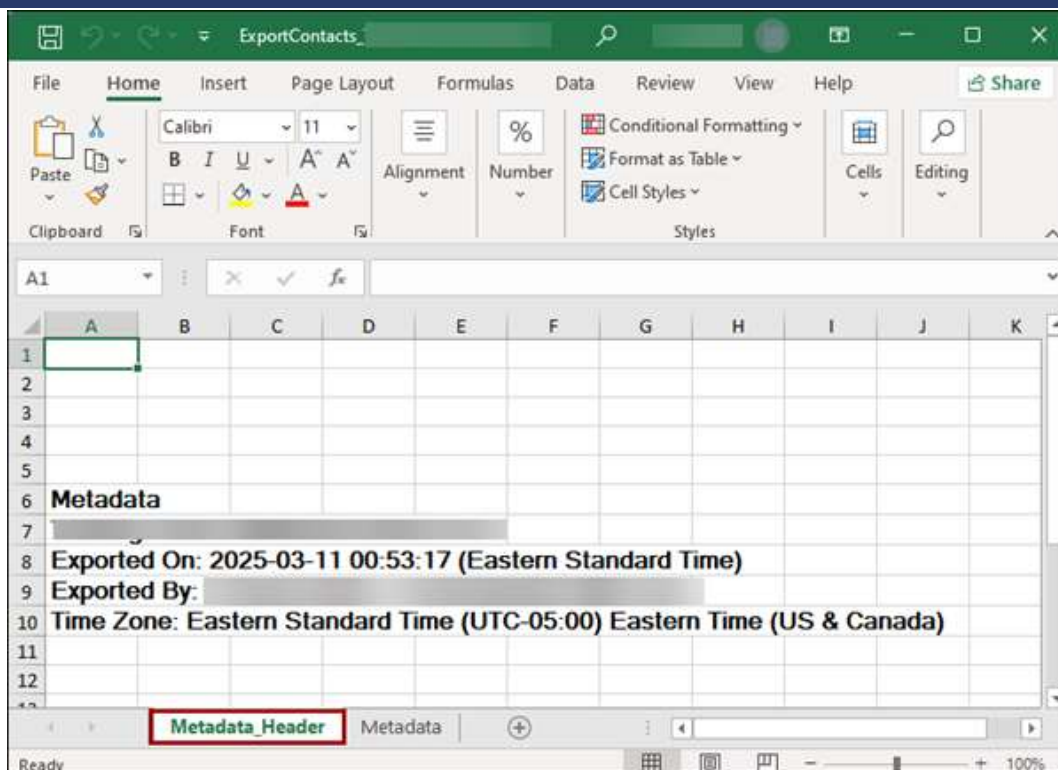 ExportContacts_
File Home Insert Page Layout Formulas Data Review View Help Share
Paste
Calibri 11
B I U A A
A
Alignment
%
Number
Conditional Formatting
Format as Table
Cell Styles
Cells
Editing
Clipboard Font Styles
A1 fx
A B C D E F G H I J K
1
2
3
4
5
6 Metadata
7
8 Exported On: 2025-03-11 00:53:17 (Eastern Standard Time)
9 Exported By:
10 Time Zone: Eastern Standard Time (UTC-05:00) Eastern Time (US & Canada)
11
12
Metadata_Header Metadata
Ready 100%